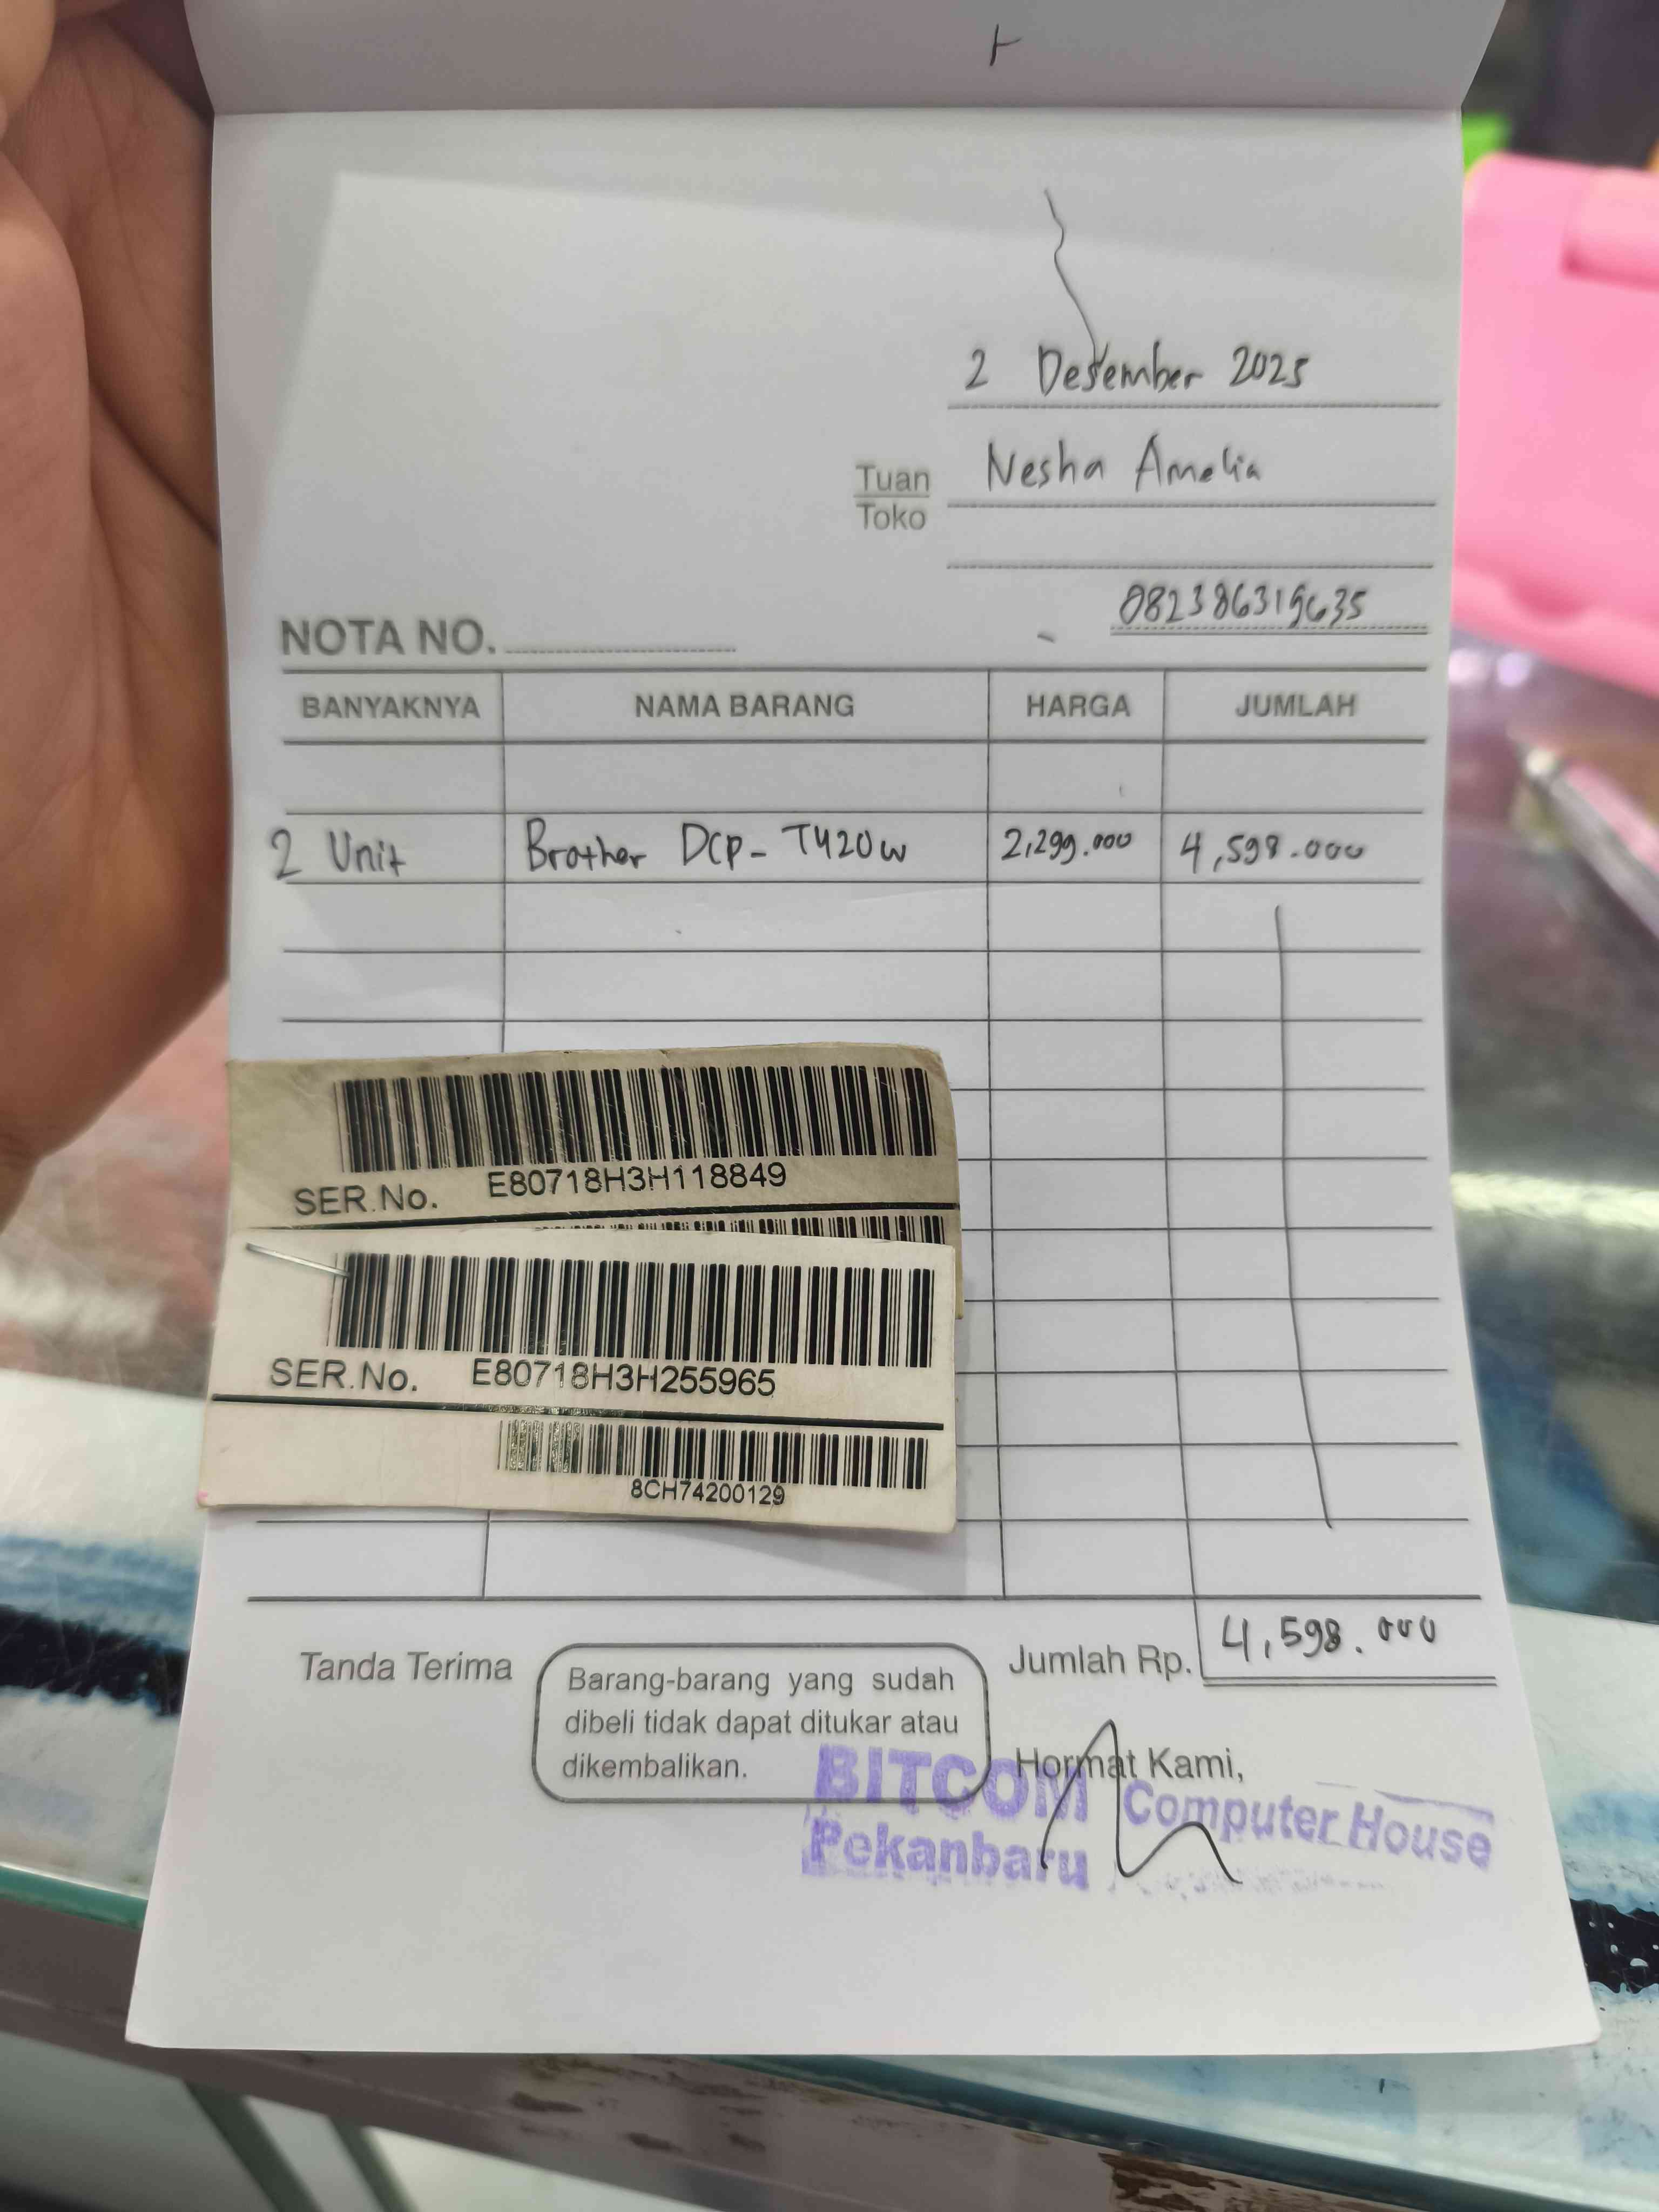 2 Desember 2025
Tuan
Toko
Nesha Amelia
082386319635
NOTA NO.
BANYAKNYA NAMA BARANG HARGA JUMLAH
2 Unit Brother Dcp- T420w 2,299.000 4,598.000
E80718H3H118849
SER.No.
SER.No. E80718H3H255965
8CH74200129
Tanda Terima
Barang-barang yang sudah
dibeli tidak dapat ditukar atau
dikembalikan.
Jumlah Rp. 4,598.000
Hormat Kami,
BITCOM Computer House
Pekanbaru